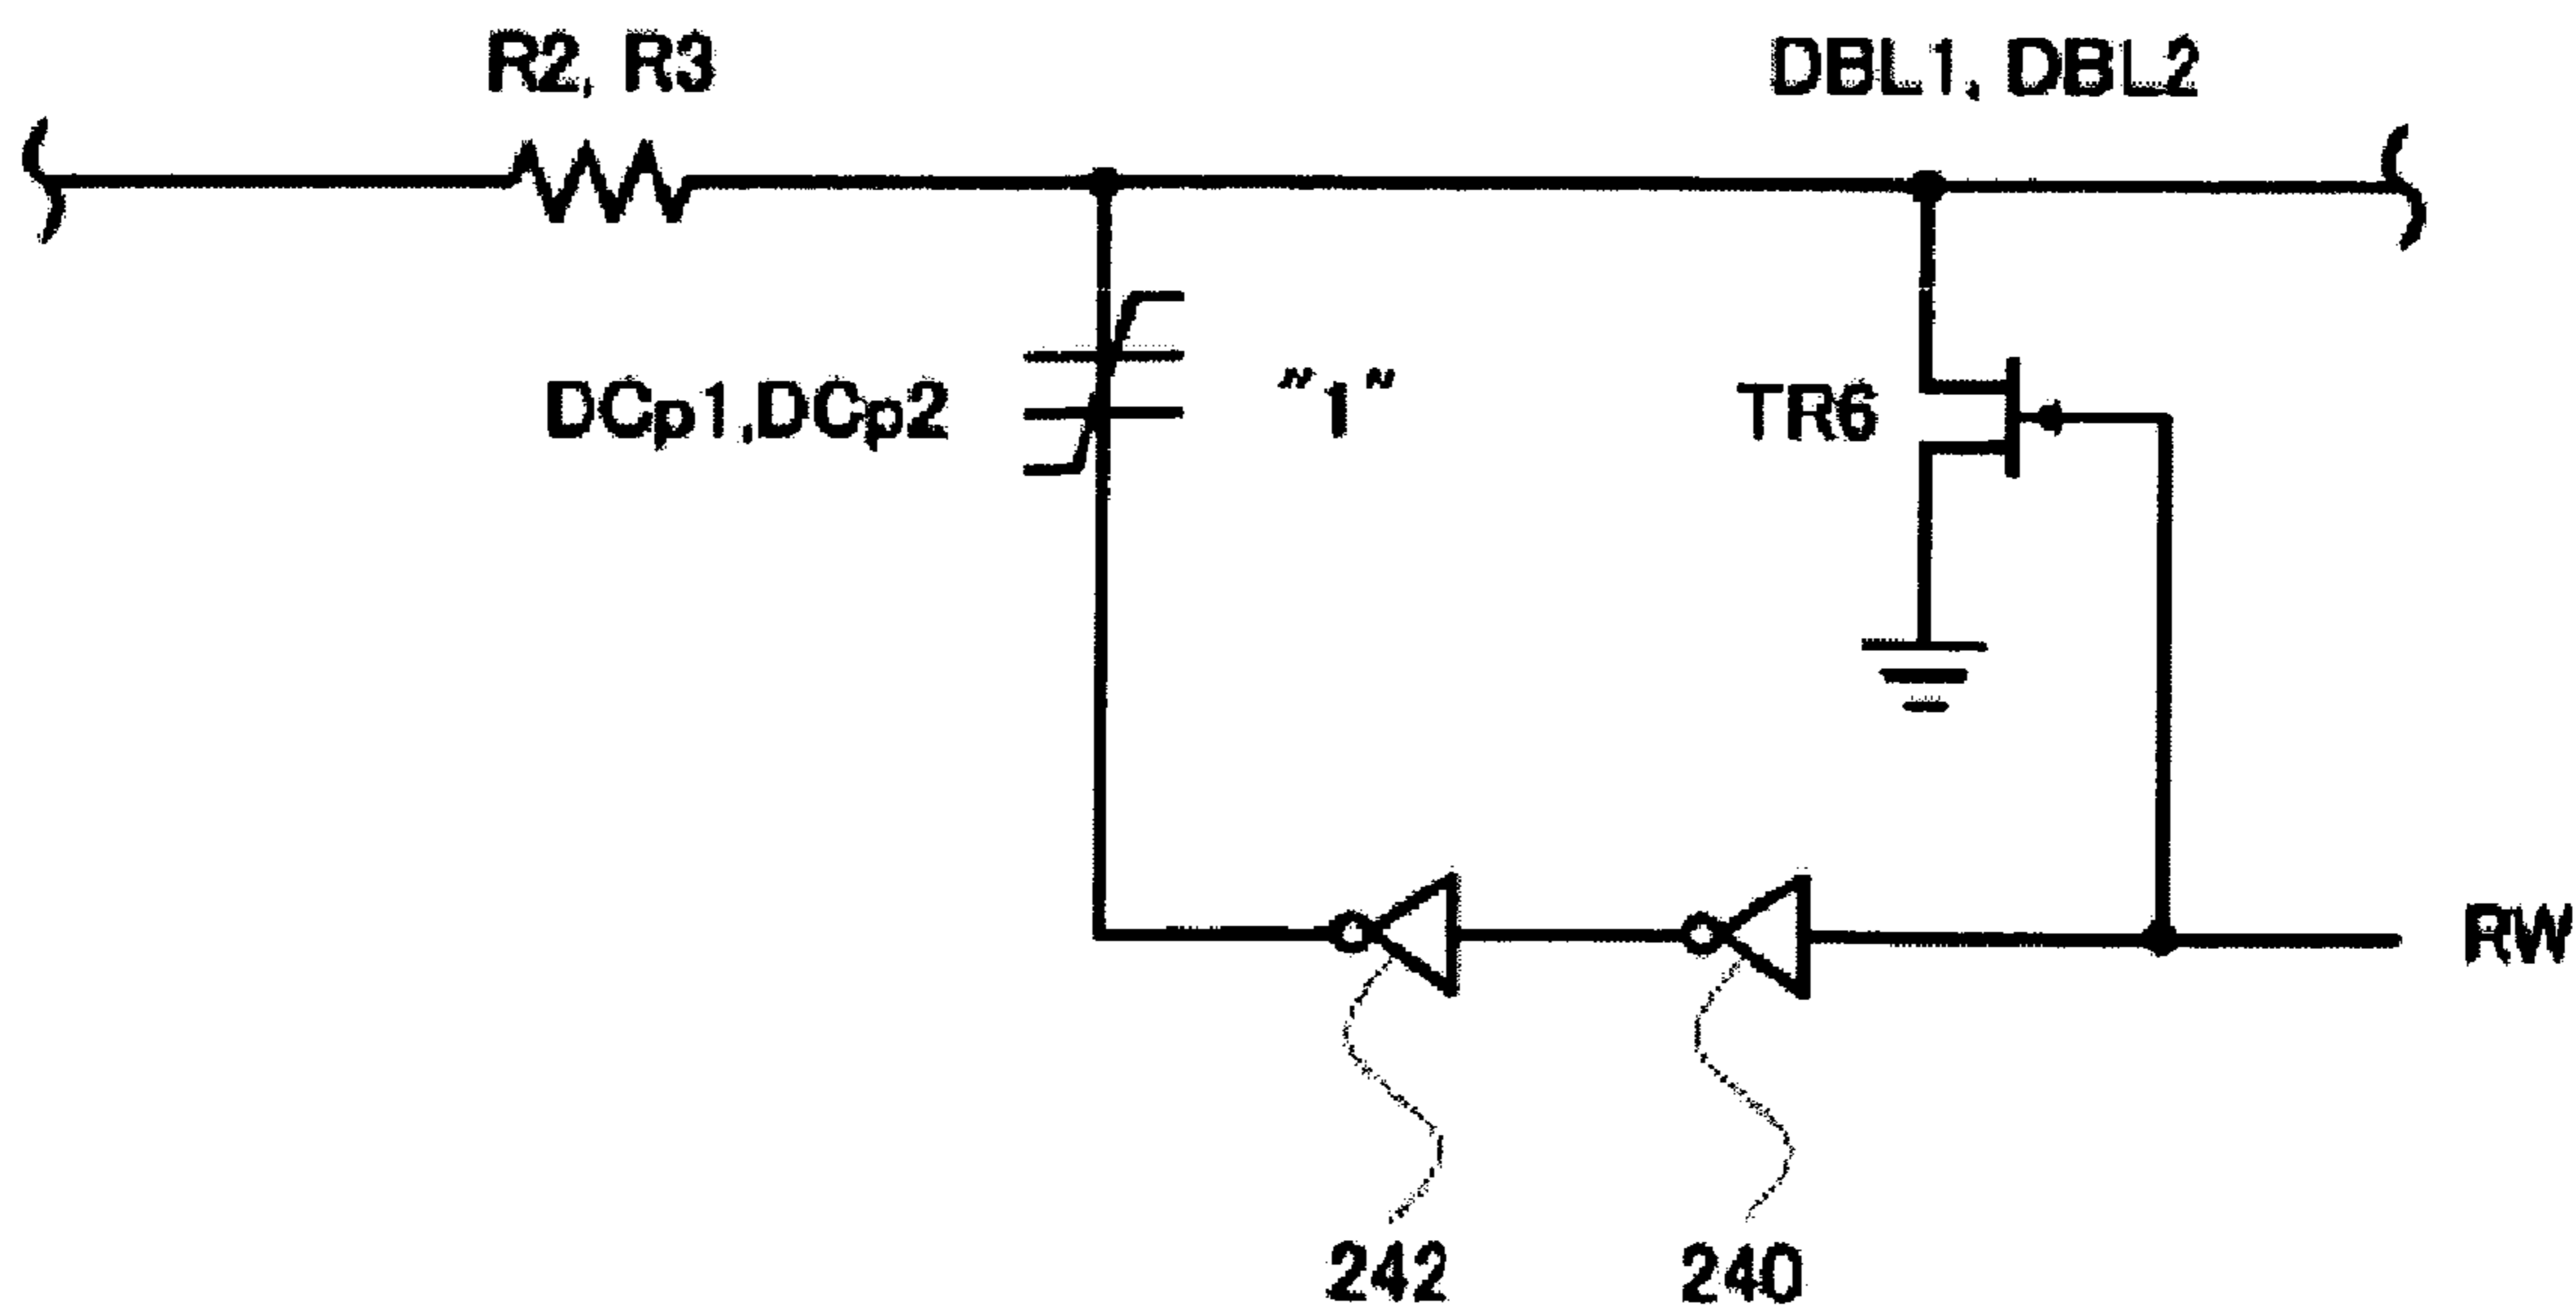 R2, R3
DBL1, DBL2
DCp1,DCp2
"1"
TR6
RW
242
240